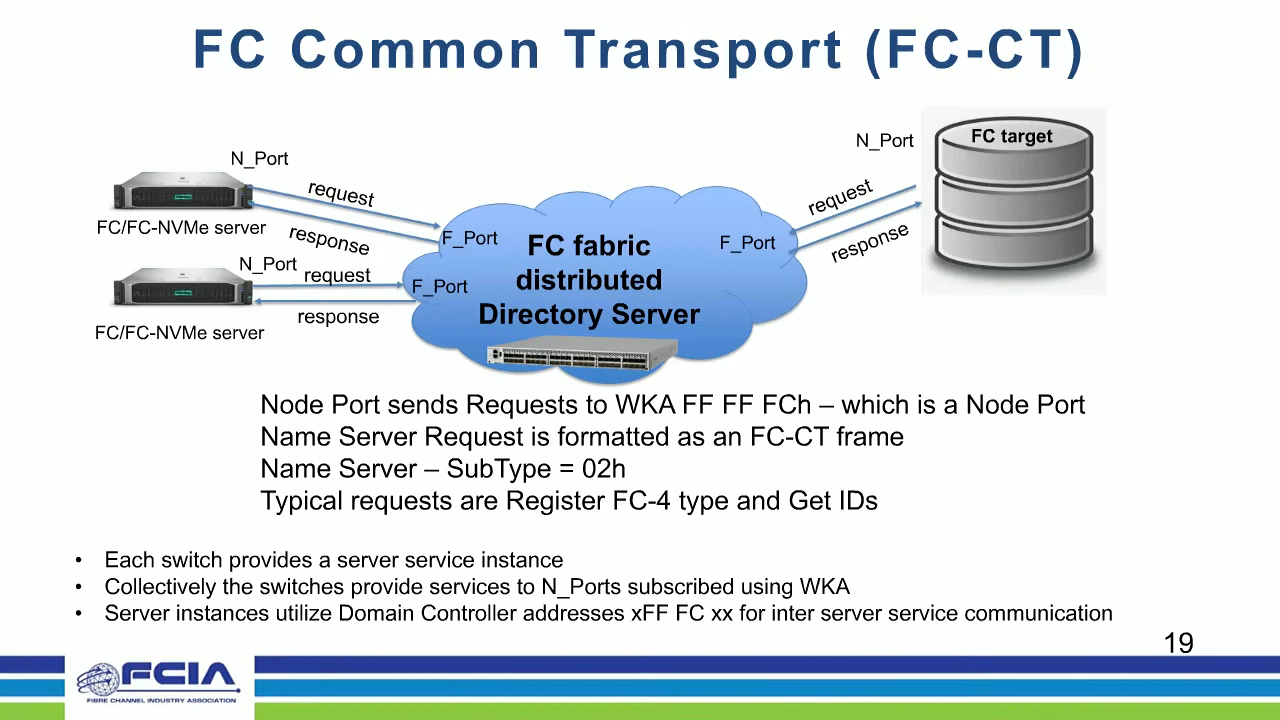 FC Common Transport (FC-CT)
N_Port
request
FC/FC-NVMe server
response
N_Port
request
response
FC/FC-NVMe server
F_Port
F_Port
FC fabric
distributed
Directory Server
F_Port
N_Port
request
response
FC target
Node Port sends Requests to WKA FF FF FCh – which is a Node Port
Name Server Request is formatted as an FC-CT frame
Name Server – SubType = 02h
Typical requests are Register FC-4 type and Get IDs
• Each switch provides a server service instance
• Collectively the switches provide services to N_Ports subscribed using WKA
• Server instances utilize Domain Controller addresses xFF FC xx for inter server service communication
19
FCIA
FIBRE CHANNEL INDUSTRY ASSOCIATION